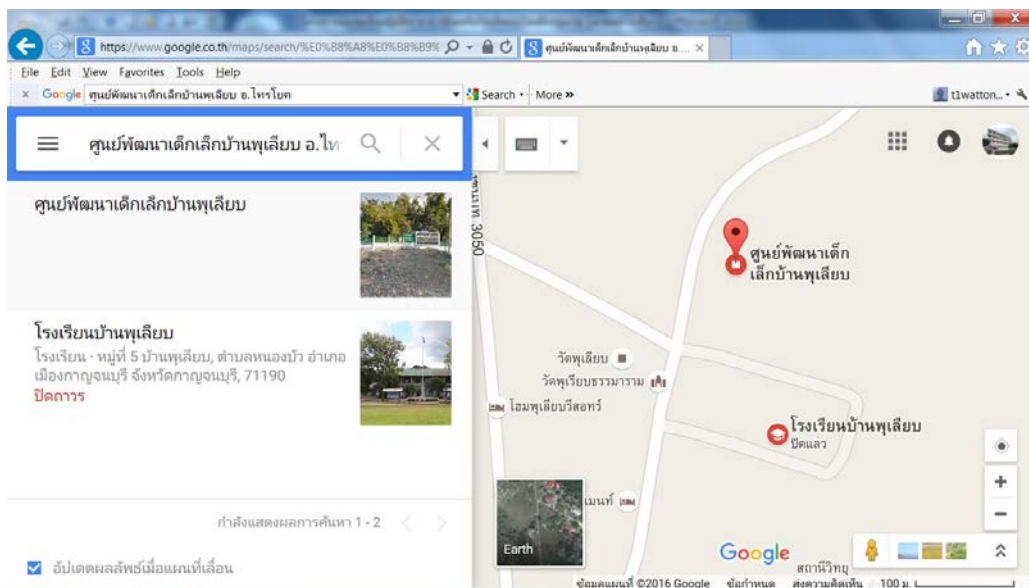 https://www.google.co.th/maps/search/%E0%B8%A8%E0%B8%B9%
ศูนย์พัฒนาเด็กเล็กบ้านพุเลียบ อ....
File Edit View Favorites Tools Help
Google ศูนย์พัฒนาเด็กเล็กบ้านพุเลียบ อ.ไทรโยค Search More » t1watton...
ศูนย์พัฒนาเด็กเล็กบ้านพุเลียบ อ.ไท
ศูนย์พัฒนาเด็กเล็กบ้านพุเลียบ
โรงเรียนบ้านพุเลียบ
โรงเรียน · หมู่ที่ 5 บ้านพุเลียบ, ตำบลหนองบัว อำเภอ
เมืองกาญจนบุรี จังหวัดกาญจนบุรี, 71190
ปิดถาวร
กำลังแสดงผลการค้นหา 1 - 2
อัปเดตผลลัพธ์เมื่อแผนที่เลื่อน
3050
ศูนย์พัฒนาเด็ก
เล็กบ้านพุเลียบ
วัดพุเลียบ
วัดพุเรียบธรรมาราม
โฮมพุเลียบรีสอทร์
โรงเรียนบ้านพุเลียบ
ปิดแล้ว
เมนท์
Earth
Google
สถานีวิทยุ
ข้อมูลแผนที่ ©2016 Google ข้อกำหนด ส่งความคิดเห็น 100 ม.